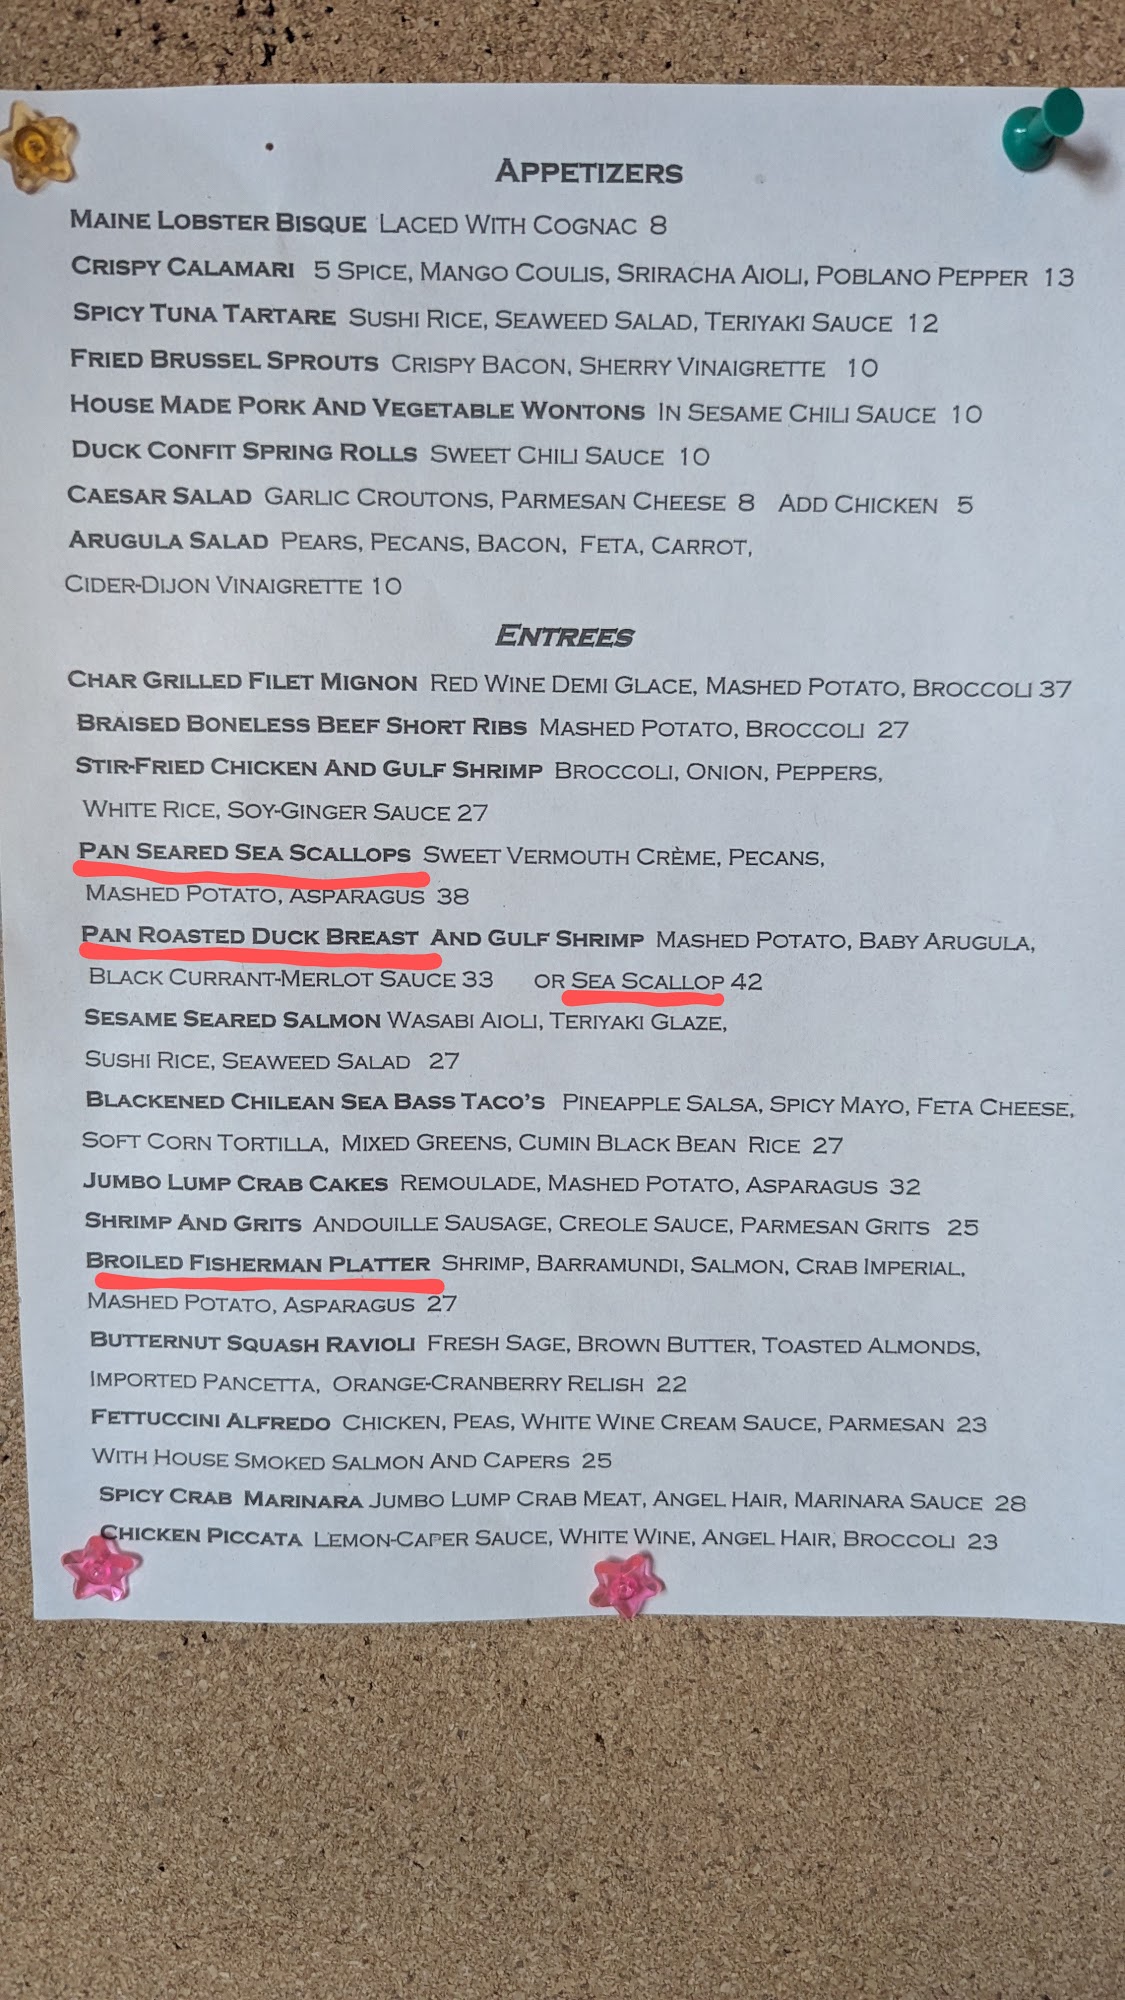 APPETIZERS
MAINE LOBSTER BISQUE LACED WITH COGNAC 8
CRISPY CALAMARI 5 SPICE, MANGO COULIS, SRIRACHA AIOLI, POBLANO PEPPER 13
SPICY TUNA TARTARE SUSHI RICE, SEAWEED SALAD, TERIYAKI SAUCE 12
FRIED BRUSSEL SPROUTS CRISPY BACON, SHERRY VINAIGRETTE 10
HOUSE MADE PORK AND VEGETABLE WONTONS IN SESAME CHILI SAUCE 10
DUCK CONFIT SPRING ROLLS SWEET CHILI SAUCE 10
CAESAR SALAD GARLIC CROUTONS, PARMESAN CHEESE 8 ADD CHICKEN 5
ARUGULA SALAD PEARS, PECANS, BACON, FETA, CARROT,
CIDER-DIJON VINAIGRETTE 10
ENTREES
CHAR GRILLED FILET MIGNON RED WINE DEMI GLACE, MASHED POTATO, BROCCOLI 37
BRAISED BONELESS BEEF SHORT RIBS MASHED POTATO, BROCCOLI 27
STIR-FRIED CHICKEN AND GULF SHRIMP BROCCOLI, ONION, PEPPERS,
WHITE RICE, SOY-GINGER SAUCE 27
PAN SEARED SEA SCALLOPS SWEET VERMOUTH CRÈME, PECANS,
MASHED POTATO, ASPARAGUS 38
PAN ROASTED DUCK BREAST AND GULF SHRIMP MASHED POTATO, BABY ARUGULA,
BLACK CURRANT-MERLOT SAUCE 33 OR SEA SCALLOP 42
SESAME SEARED SALMON WASABI AIOLI, TERIYAKI GLAZE,
SUSHI RICE, SEAWEED SALAD 27
BLACKENED CHILEAN SEA BASS TACO'S PINEAPPLE SALSA, SPICY MAYO, FETA CHEESE,
SOFT CORN TORTILLA, MIXED GREENS, CUMIN BLACK BEAN RICE 27
JUMBO LUMP CRAB CAKES REMOULADE, MASHED POTATO, ASPARAGUS 32
SHRIMP AND GRITS ANDOUILLE SAUSAGE, CREOLE SAUCE, PARMESAN GRITS 25
BROILED FISHERMAN PLATTER SHRIMP, BARRAMUNDI, SALMON, CRAB IMPERIAL,
MASHED POTATO, ASPARAGUS 27
BUTTERNUT SQUASH RAVIOLI FRESH SAGE, BROWN BUTTER, TOASTED ALMONDS,
IMPORTED PANCETTA, ORANGE-CRANBERRY RELISH 22
FETTUCCINI ALFREDO CHICKEN, PEAS, WHITE WINE CREAM SAUCE, PARMESAN 23
WITH HOUSE SMOKED SALMON AND CAPERS 25
SPICY CRAB MARINARA JUMBO LUMP CRAB MEAT, ANGEL HAIR, MARINARA SAUCE 28
CHICKEN PICCATA LEMON-CAPER SAUCE, WHITE WINE, ANGEL HAIR, BROCCOLI 23